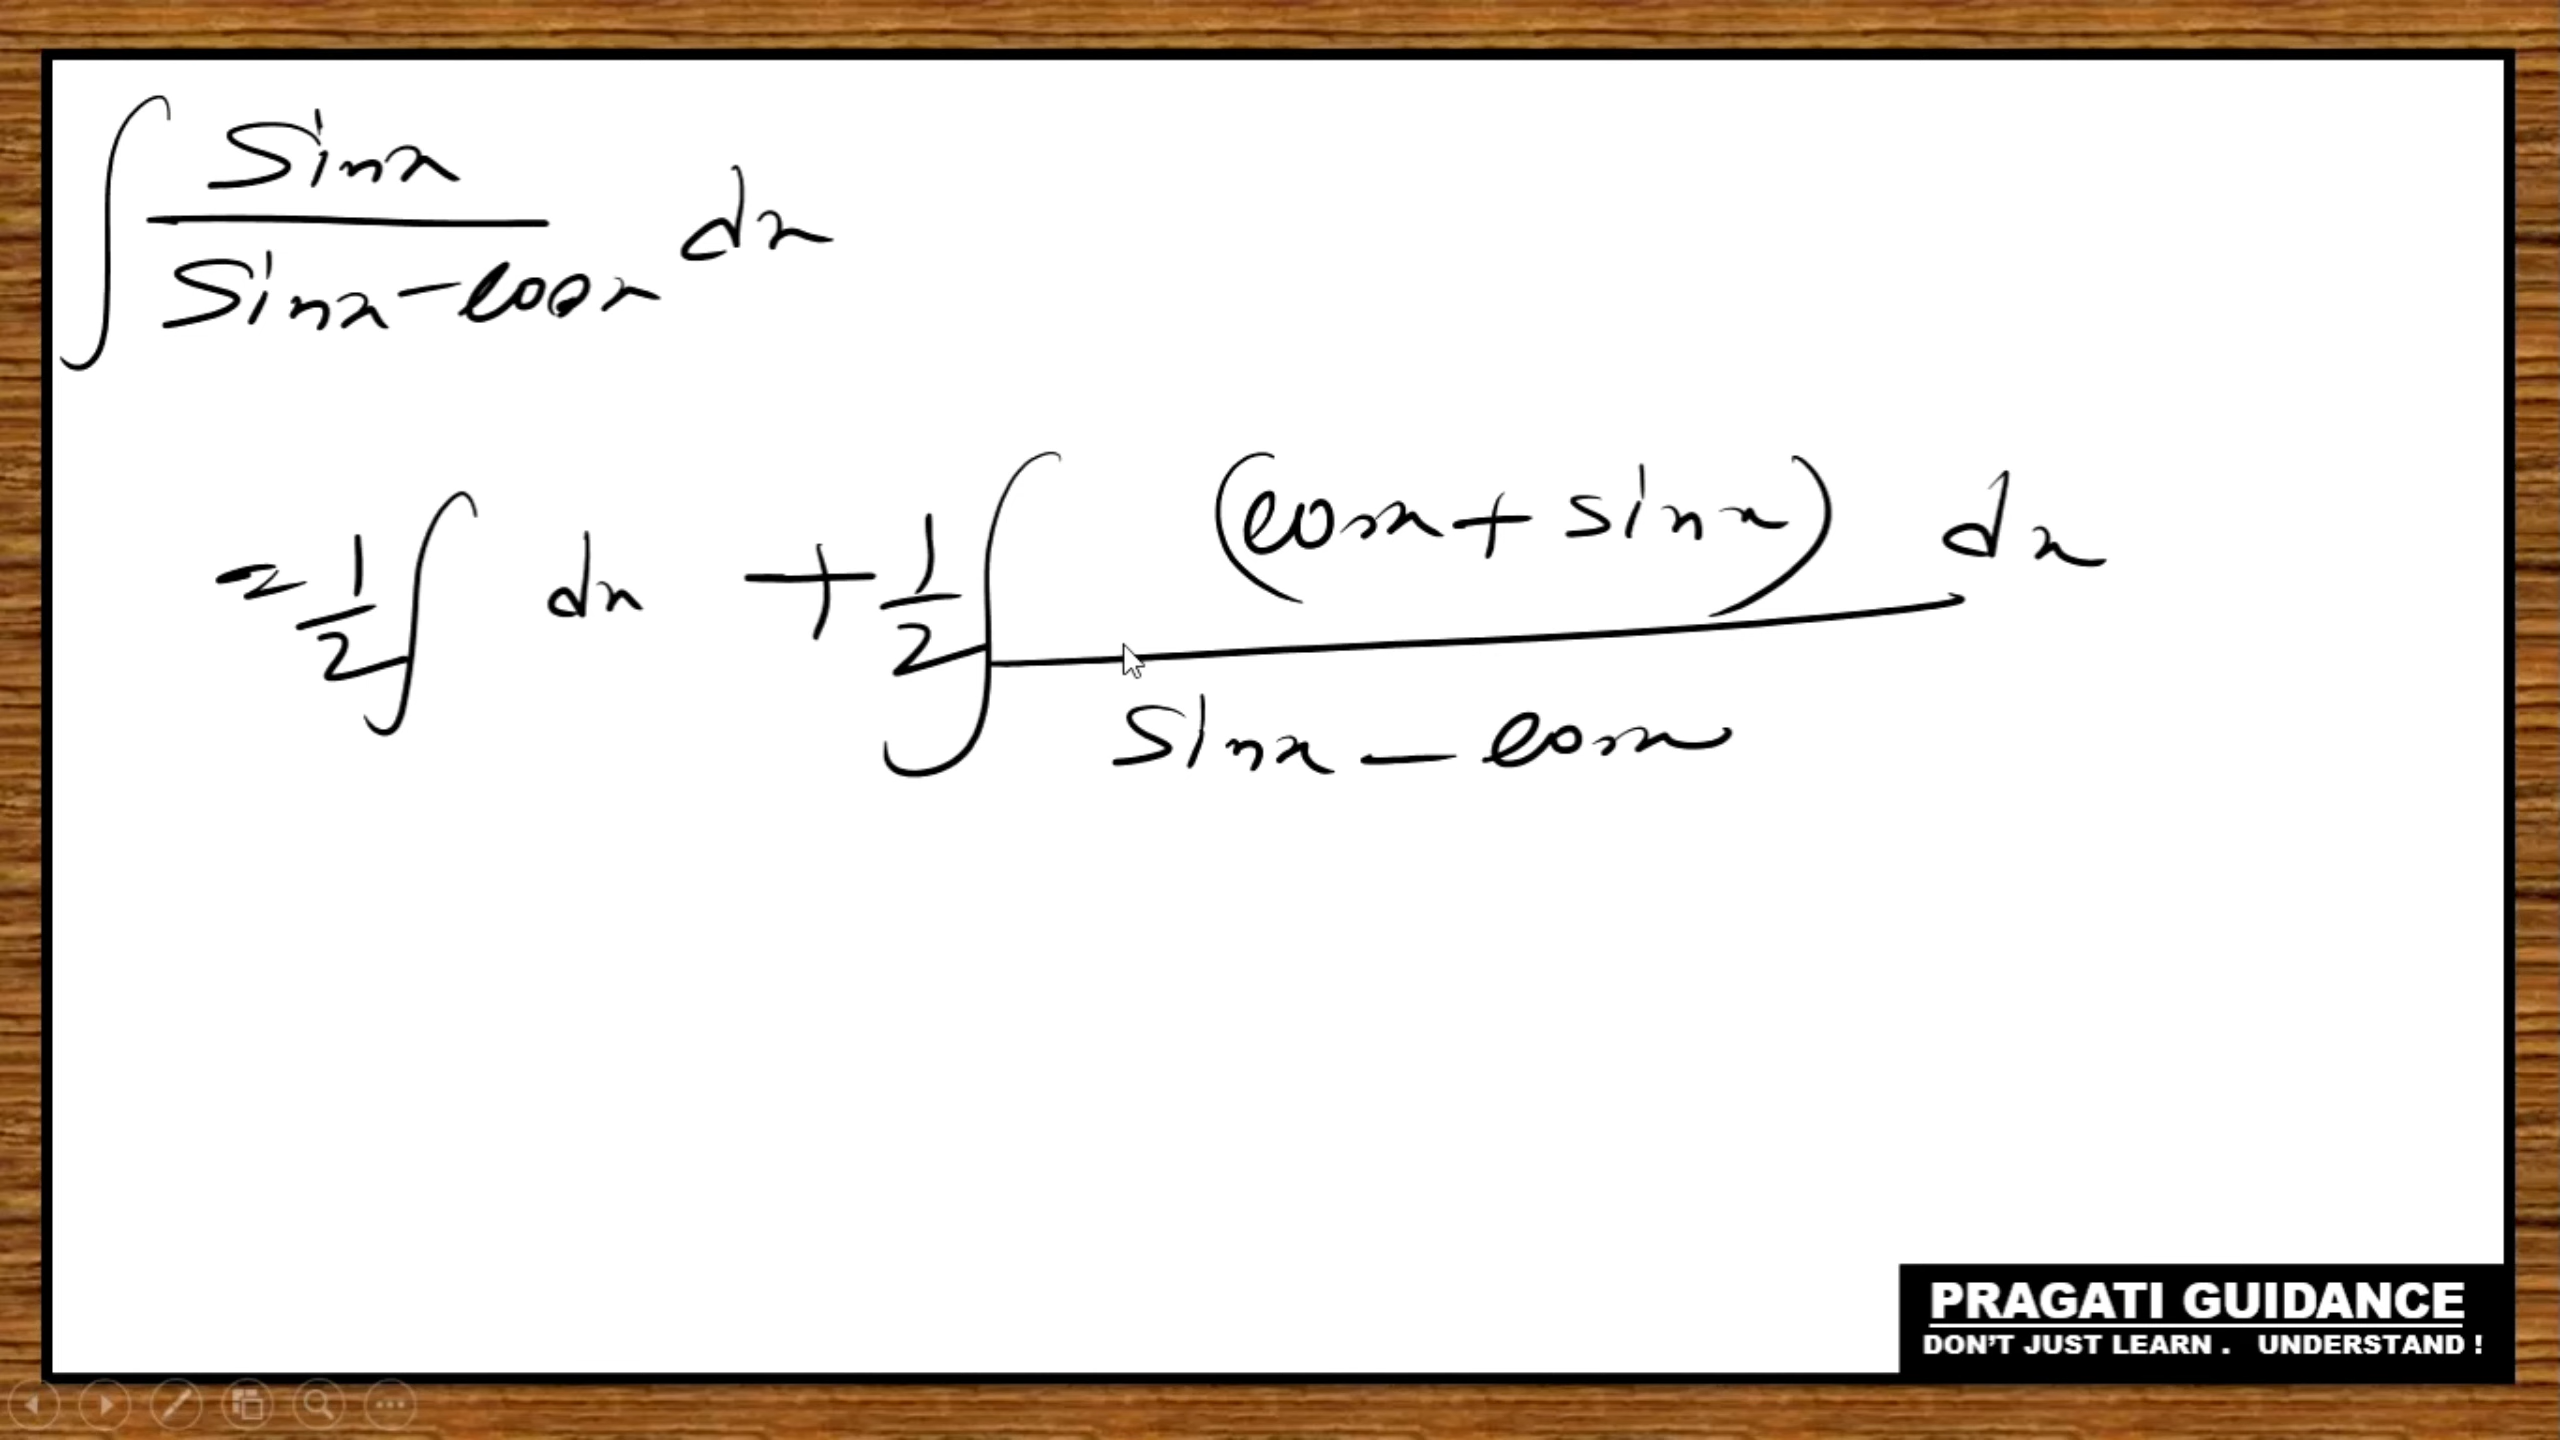 ∫ Sinx / (Sinx - cosx) dx
= 1/2 ∫ dx + 1/2 ∫ (cosx + sinx) / (sinx - cosx) dx
PRAGATI GUIDANCE
DON'T JUST LEARN . UNDERSTAND !